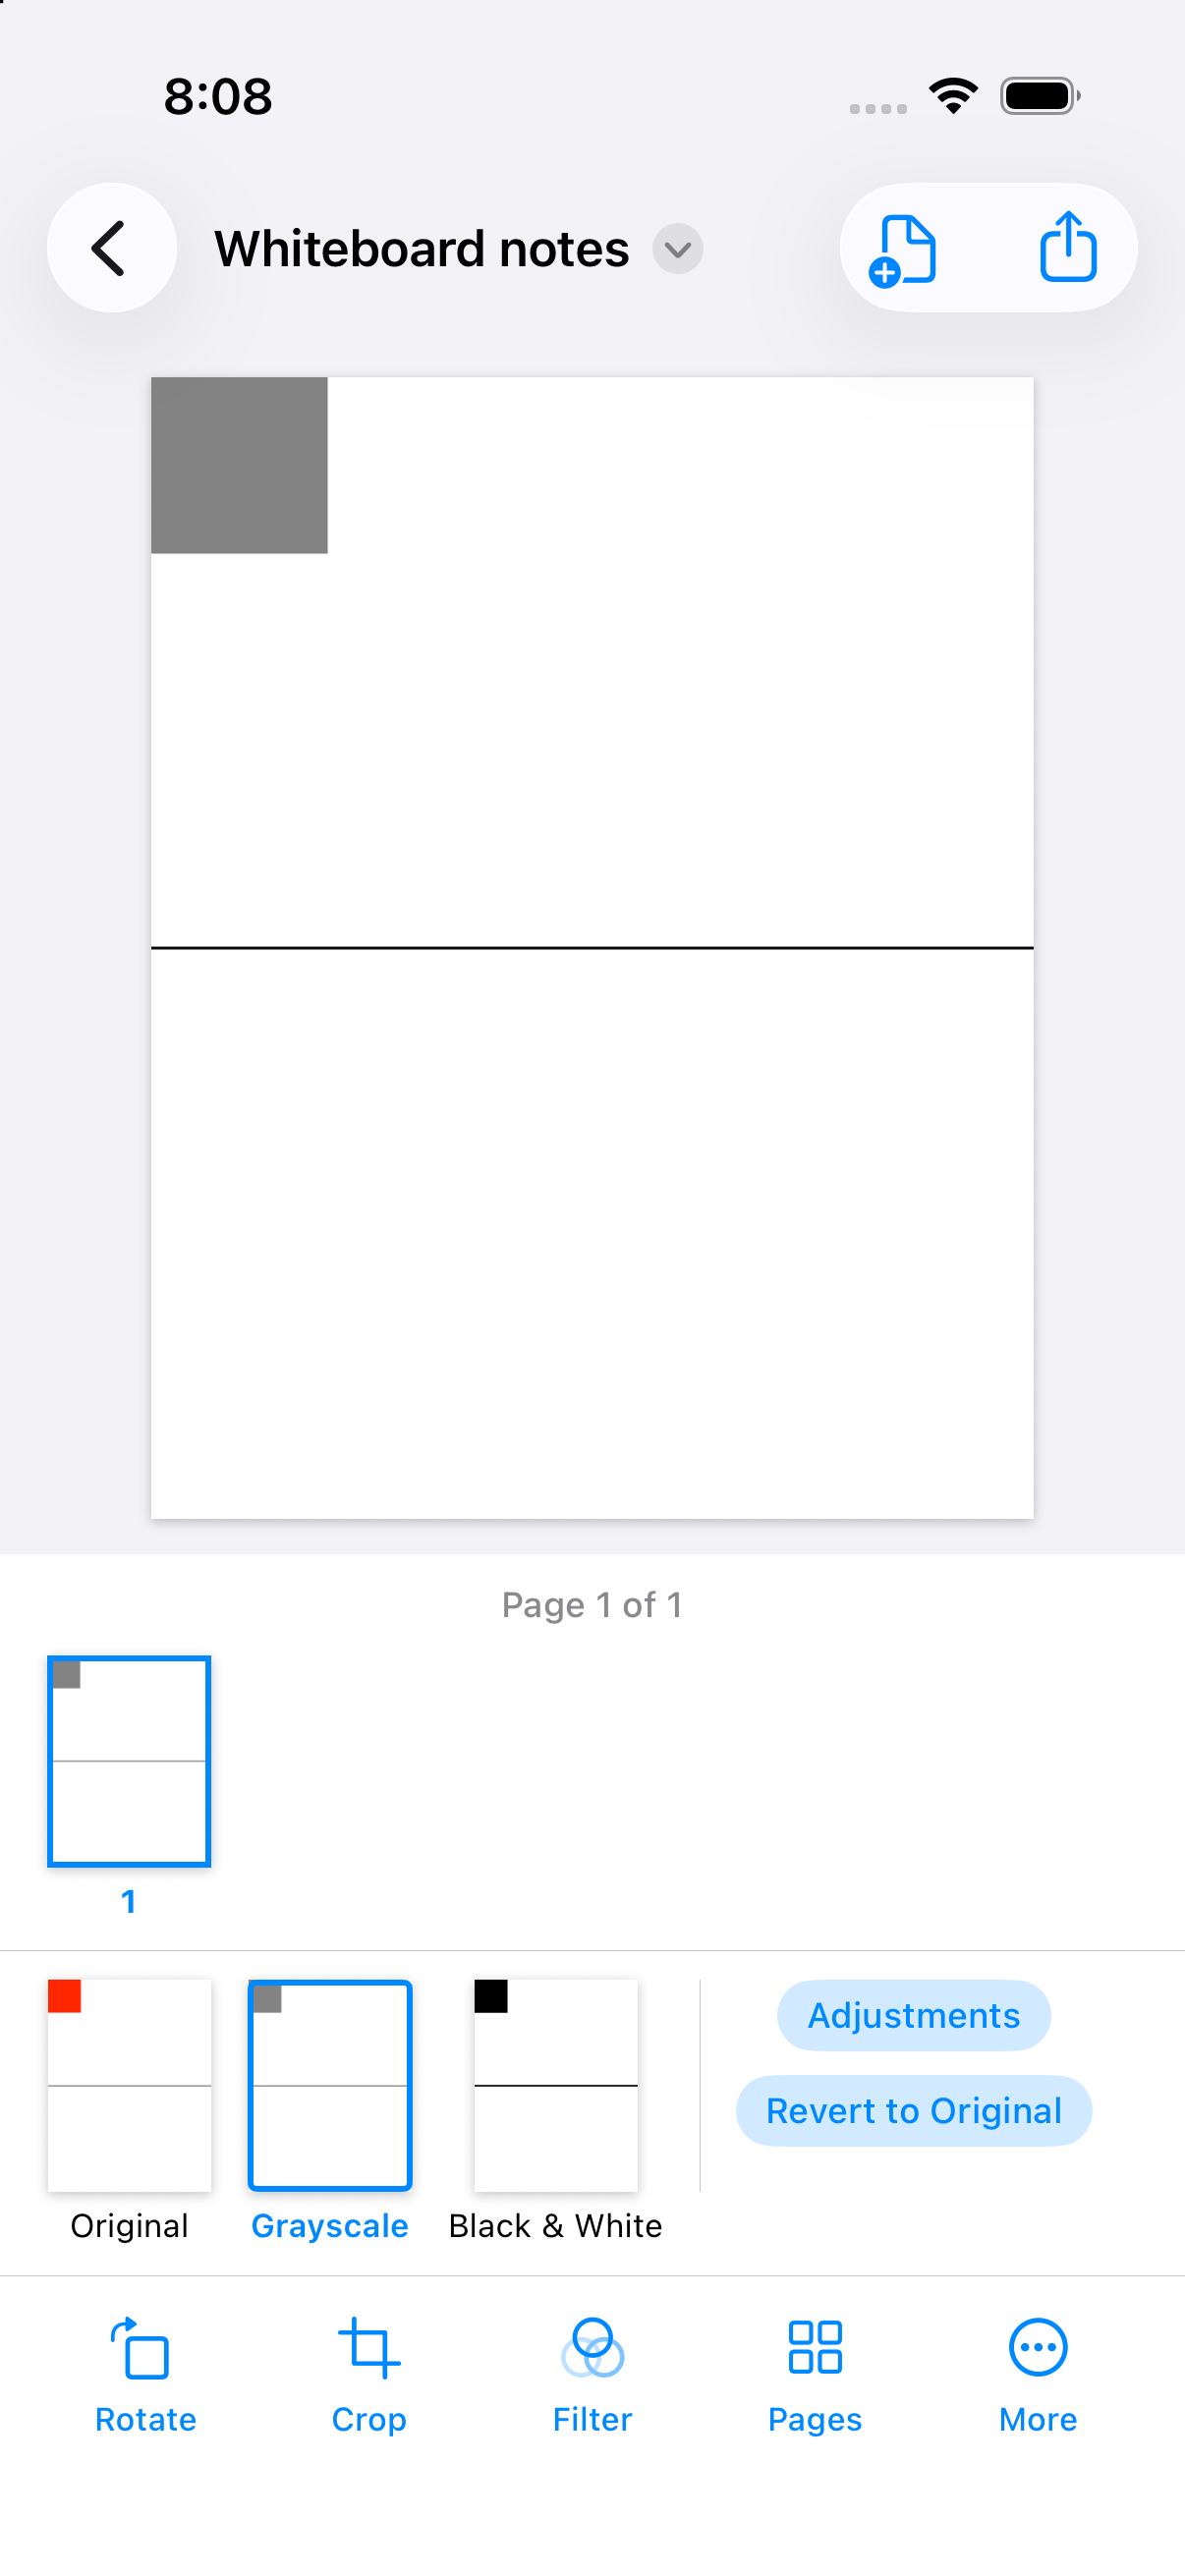 8:08
Whiteboard notes
Page 1 of 1
1
Adjustments
Revert to Original
Original
Grayscale
Black & White
Rotate
Crop
Filter
Pages
More